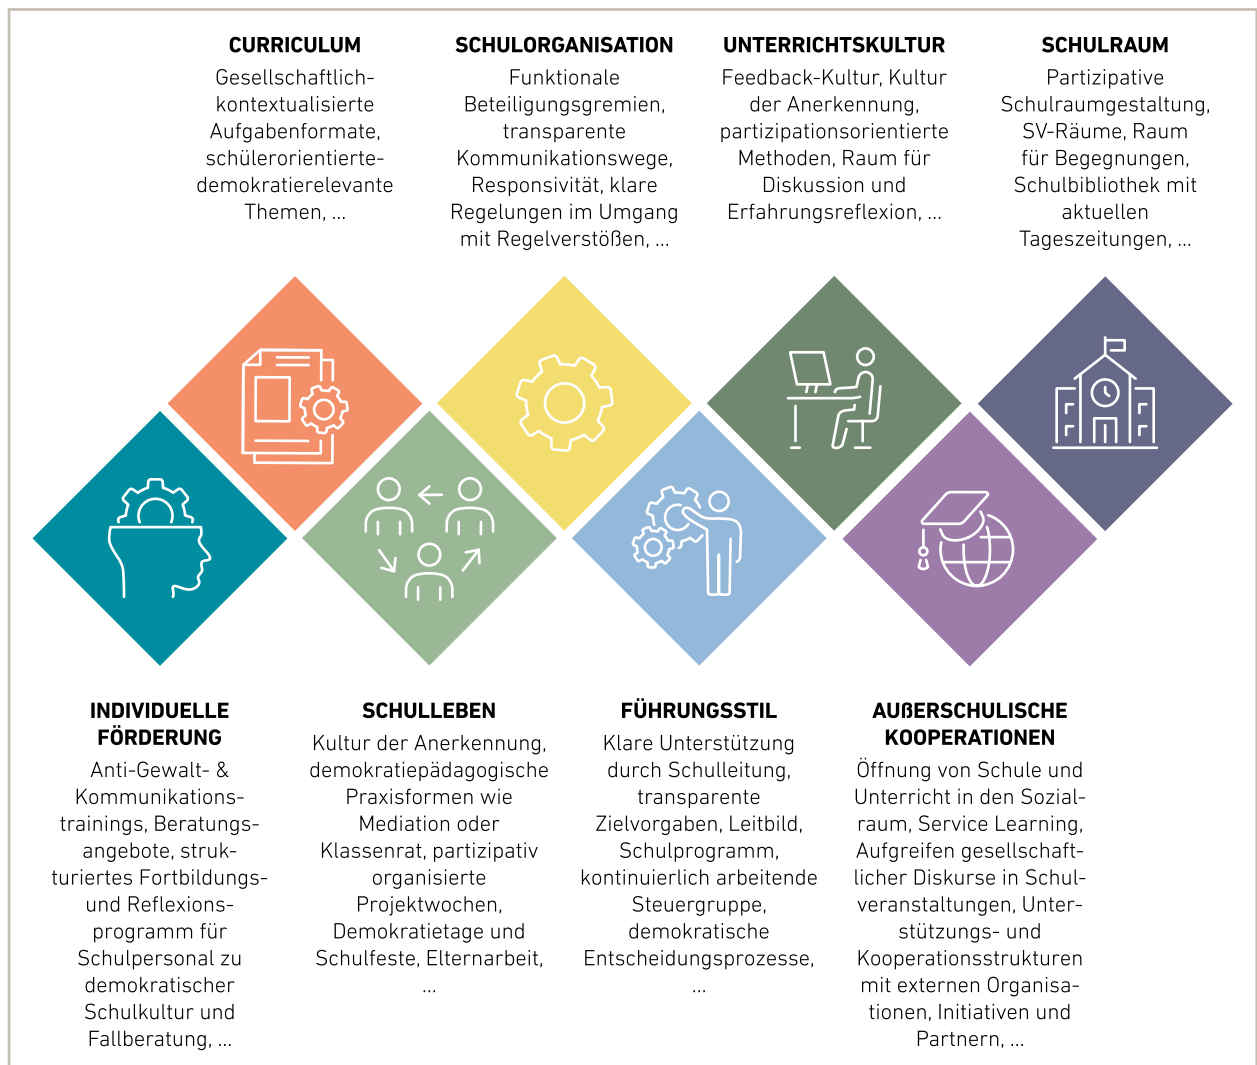 CURRICULUM
Gesellschaftlich-
kontextualisierte
Aufgabenformate,
schülerorientierte-
demokratierelevante
Themen, ...
SCHULORGANISATION
Funktionale
Beteiligungsgremien,
transparente
Kommunikationswege,
Responsivität, klare
Regelungen im Umgang
mit Regelverstößen, ...
UNTERRICHTSKULTUR
Feedback-Kultur, Kultur
der Anerkennung,
partizipationsorientierte
Methoden, Raum für
Diskussion und
Erfahrungsreflexion, ...
SCHULRAUM
Partizipative
Schulraumgestaltung,
SV-Räume, Raum
für Begegnungen,
Schulbibliothek mit
aktuellen
Tageszeitungen, ...
INDIVIDUELLE
FÖRDERUNG
Anti-Gewalt- &
Kommunikations-
trainings, Beratungs-
angebote, struk-
turiertes Fortbildungs-
und Reflexions-
programm für
Schulpersonal zu
demokratischer
Schulkultur und
Fallberatung, ...
SCHULLEBEN
Kultur der Anerkennung,
demokratiepädagogische
Praxisformen wie
Mediation oder
Klassenrat, partizipativ
organisierte
Projektwochen,
Demokratietage und
Schulfeste, Elternarbeit,
...
FÜHRUNGSSTIL
Klare Unterstützung
durch Schulleitung,
transparente
Zielvorgaben, Leitbild,
Schulprogramm,
kontinuierlich arbeitende
Steuergruppe,
demokratische
Entscheidungsprozesse,
...
AUßERSCHULISCHE
KOOPERATIONEN
Öffnung von Schule und
Unterricht in den Sozial-
raum, Service Learning,
Aufgreifen gesellschaft-
licher Diskurse in Schul-
veranstaltungen, Unter-
stützungs- und
Kooperationsstrukturen
mit externen Organisa-
tionen, Initiativen und
Partnern, ...